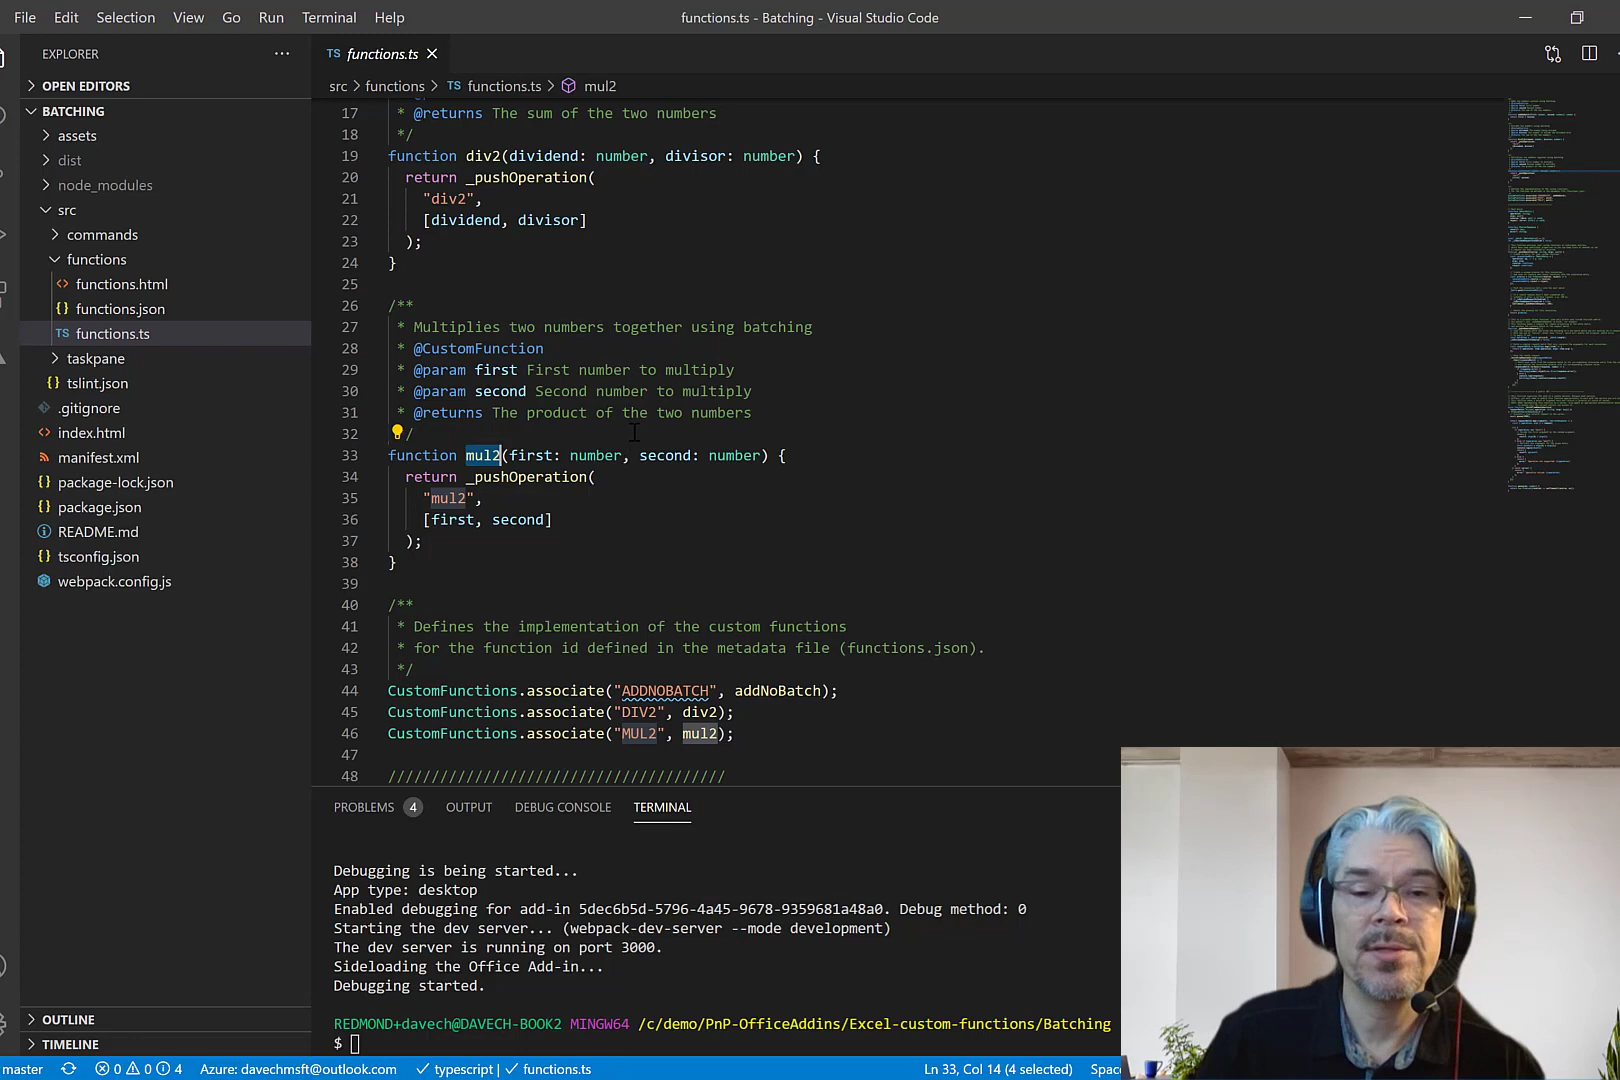 File Edit Selection View Go Run Terminal Help functions.ts - Batching - Visual Studio Code
EXPLORER
OPEN EDITORS
BATCHING
assets
dist
node_modules
src
commands
functions
functions.html
functions.json
TS functions.ts
taskpane
tslint.json
.gitignore
index.html
manifest.xml
package-lock.json
package.json
README.md
tsconfig.json
webpack.config.js
OUTLINE
TIMELINE
TS functions.ts
src > functions > TS functions.ts > mul2
17 * @returns The sum of the two numbers
18 */
19 function div2(dividend: number, divisor: number) {
20 return _pushOperation(
21 "div2",
22 [dividend, divisor]
23 );
24 }
25
26 /**
27 * Multiplies two numbers together using batching
28 * @CustomFunction
29 * @param first First number to multiply
30 * @param second Second number to multiply
31 * @returns The product of the two numbers
32 /
33 function mul2(first: number, second: number) {
34 return _pushOperation(
35 "mul2",
36 [first, second]
37 );
38 }
39
40 /**
41 * Defines the implementation of the custom functions
42 * for the function id defined in the metadata file (functions.json).
43 */
44 CustomFunctions.associate("ADDNOBATCH", addNoBatch);
45 CustomFunctions.associate("DIV2", div2);
46 CustomFunctions.associate("MUL2", mul2);
47
48 ///////////////////////////////////////
PROBLEMS 4 OUTPUT DEBUG CONSOLE TERMINAL
Debugging is being started...
App type: desktop
Enabled debugging for add-in 5dec6b5d-5796-4a45-9678-9359681a48a0. Debug method: 0
Starting the dev server... (webpack-dev-server --mode development)
The dev server is running on port 3000.
Sideloading the Office Add-in...
Debugging started.
REDMOND+davech@DAVECH-BOOK2 MINGW64 /c/demo/PnP-OfficeAddins/Excel-custom-functions/Batching
$
master 0 0 4 Azure: davechmsft@outlook.com typescript | functions.ts Ln 33, Col 14 (4 selected) Spac